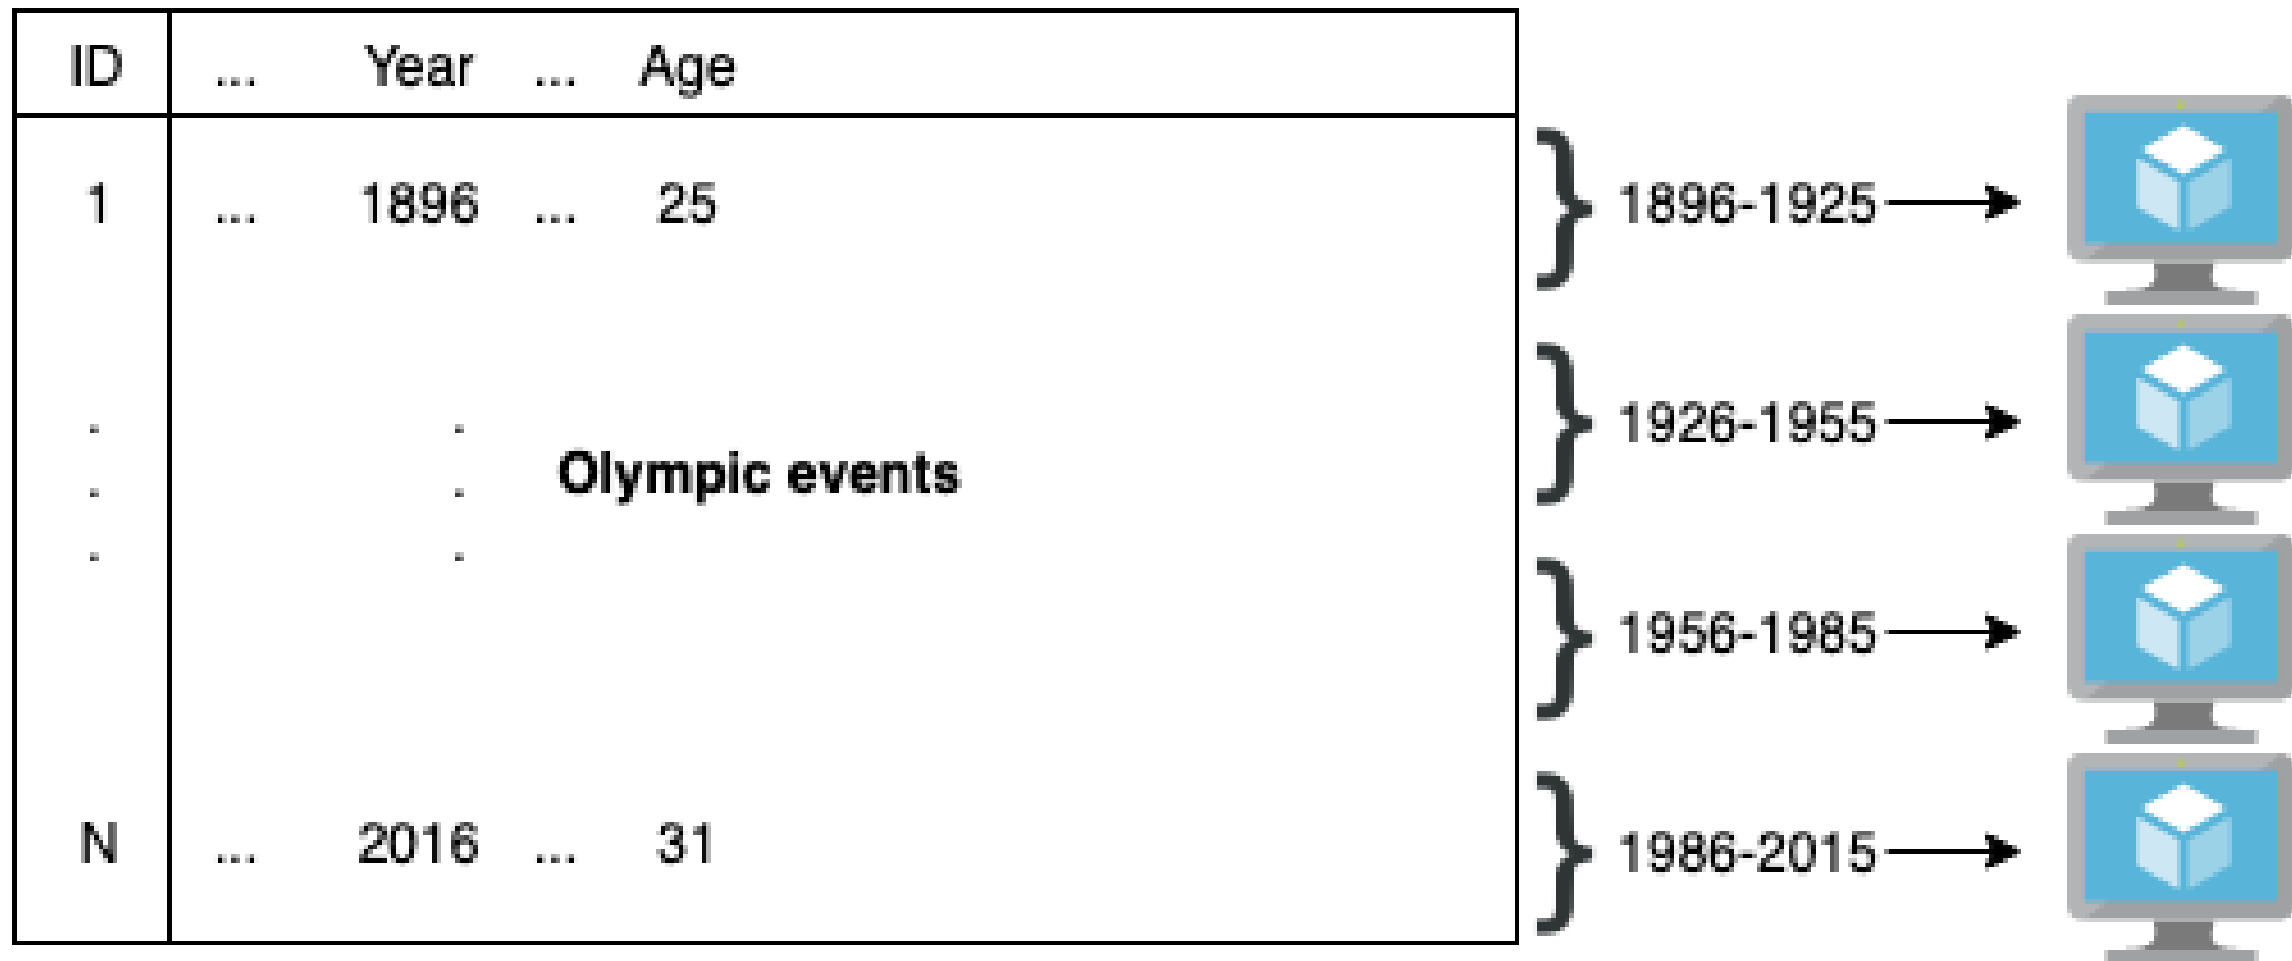 ID ... Year ... Age
1 ... 1896 ... 25
1896-1925
1926-1955
Olympic events
1956-1985
N ... 2016 ... 31
1986-2015